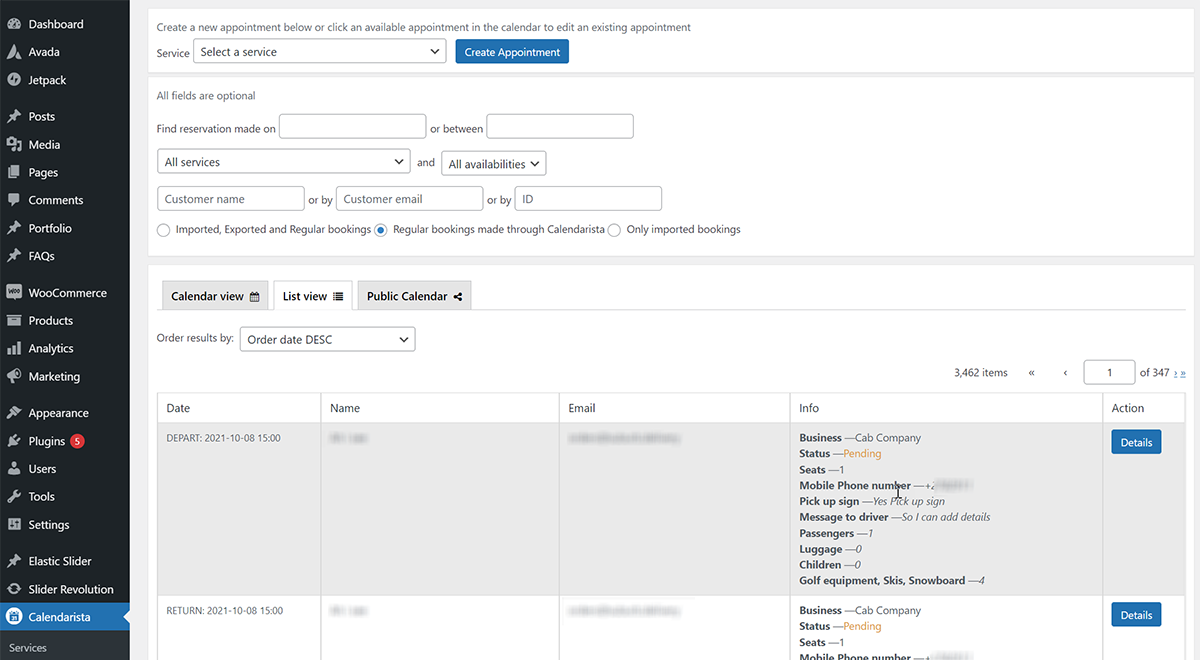 Dashboard
Avada
Jetpack
Posts
Media
Pages
Comments
Portfolio
FAQs
WooCommerce
Products
Analytics
Marketing
Appearance
Plugins 5
Users
Tools
Settings
Elastic Slider
Slider Revolution
Calendarista
Services
Create a new appointment below or click an available appointment in the calendar to edit an existing appointment
Service Select a service Create Appointment
All fields are optional
Find reservation made on or between
All services and All availabilities
Customer name or by Customer email or by ID
Imported, Exported and Regular bookings Regular bookings made through Calendarista Only imported bookings
Calendar view List view Public Calendar
Order results by: Order date DESC
3,462 items « ‹ 1 of 347 › »
Date Name Email Info Action
DEPART: 2021-10-08 15:00
Business —Cab Company
Status —Pending
Seats —1
Mobile Phone number —+
Pick up sign —Yes Pick up sign
Message to driver —So I can add details
Passengers —1
Luggage —0
Children —0
Golf equipment, Skis, Snowboard —4
Details
RETURN: 2021-10-08 15:00
Business —Cab Company
Status —Pending
Seats —1
Mobile Phone number —+
Details